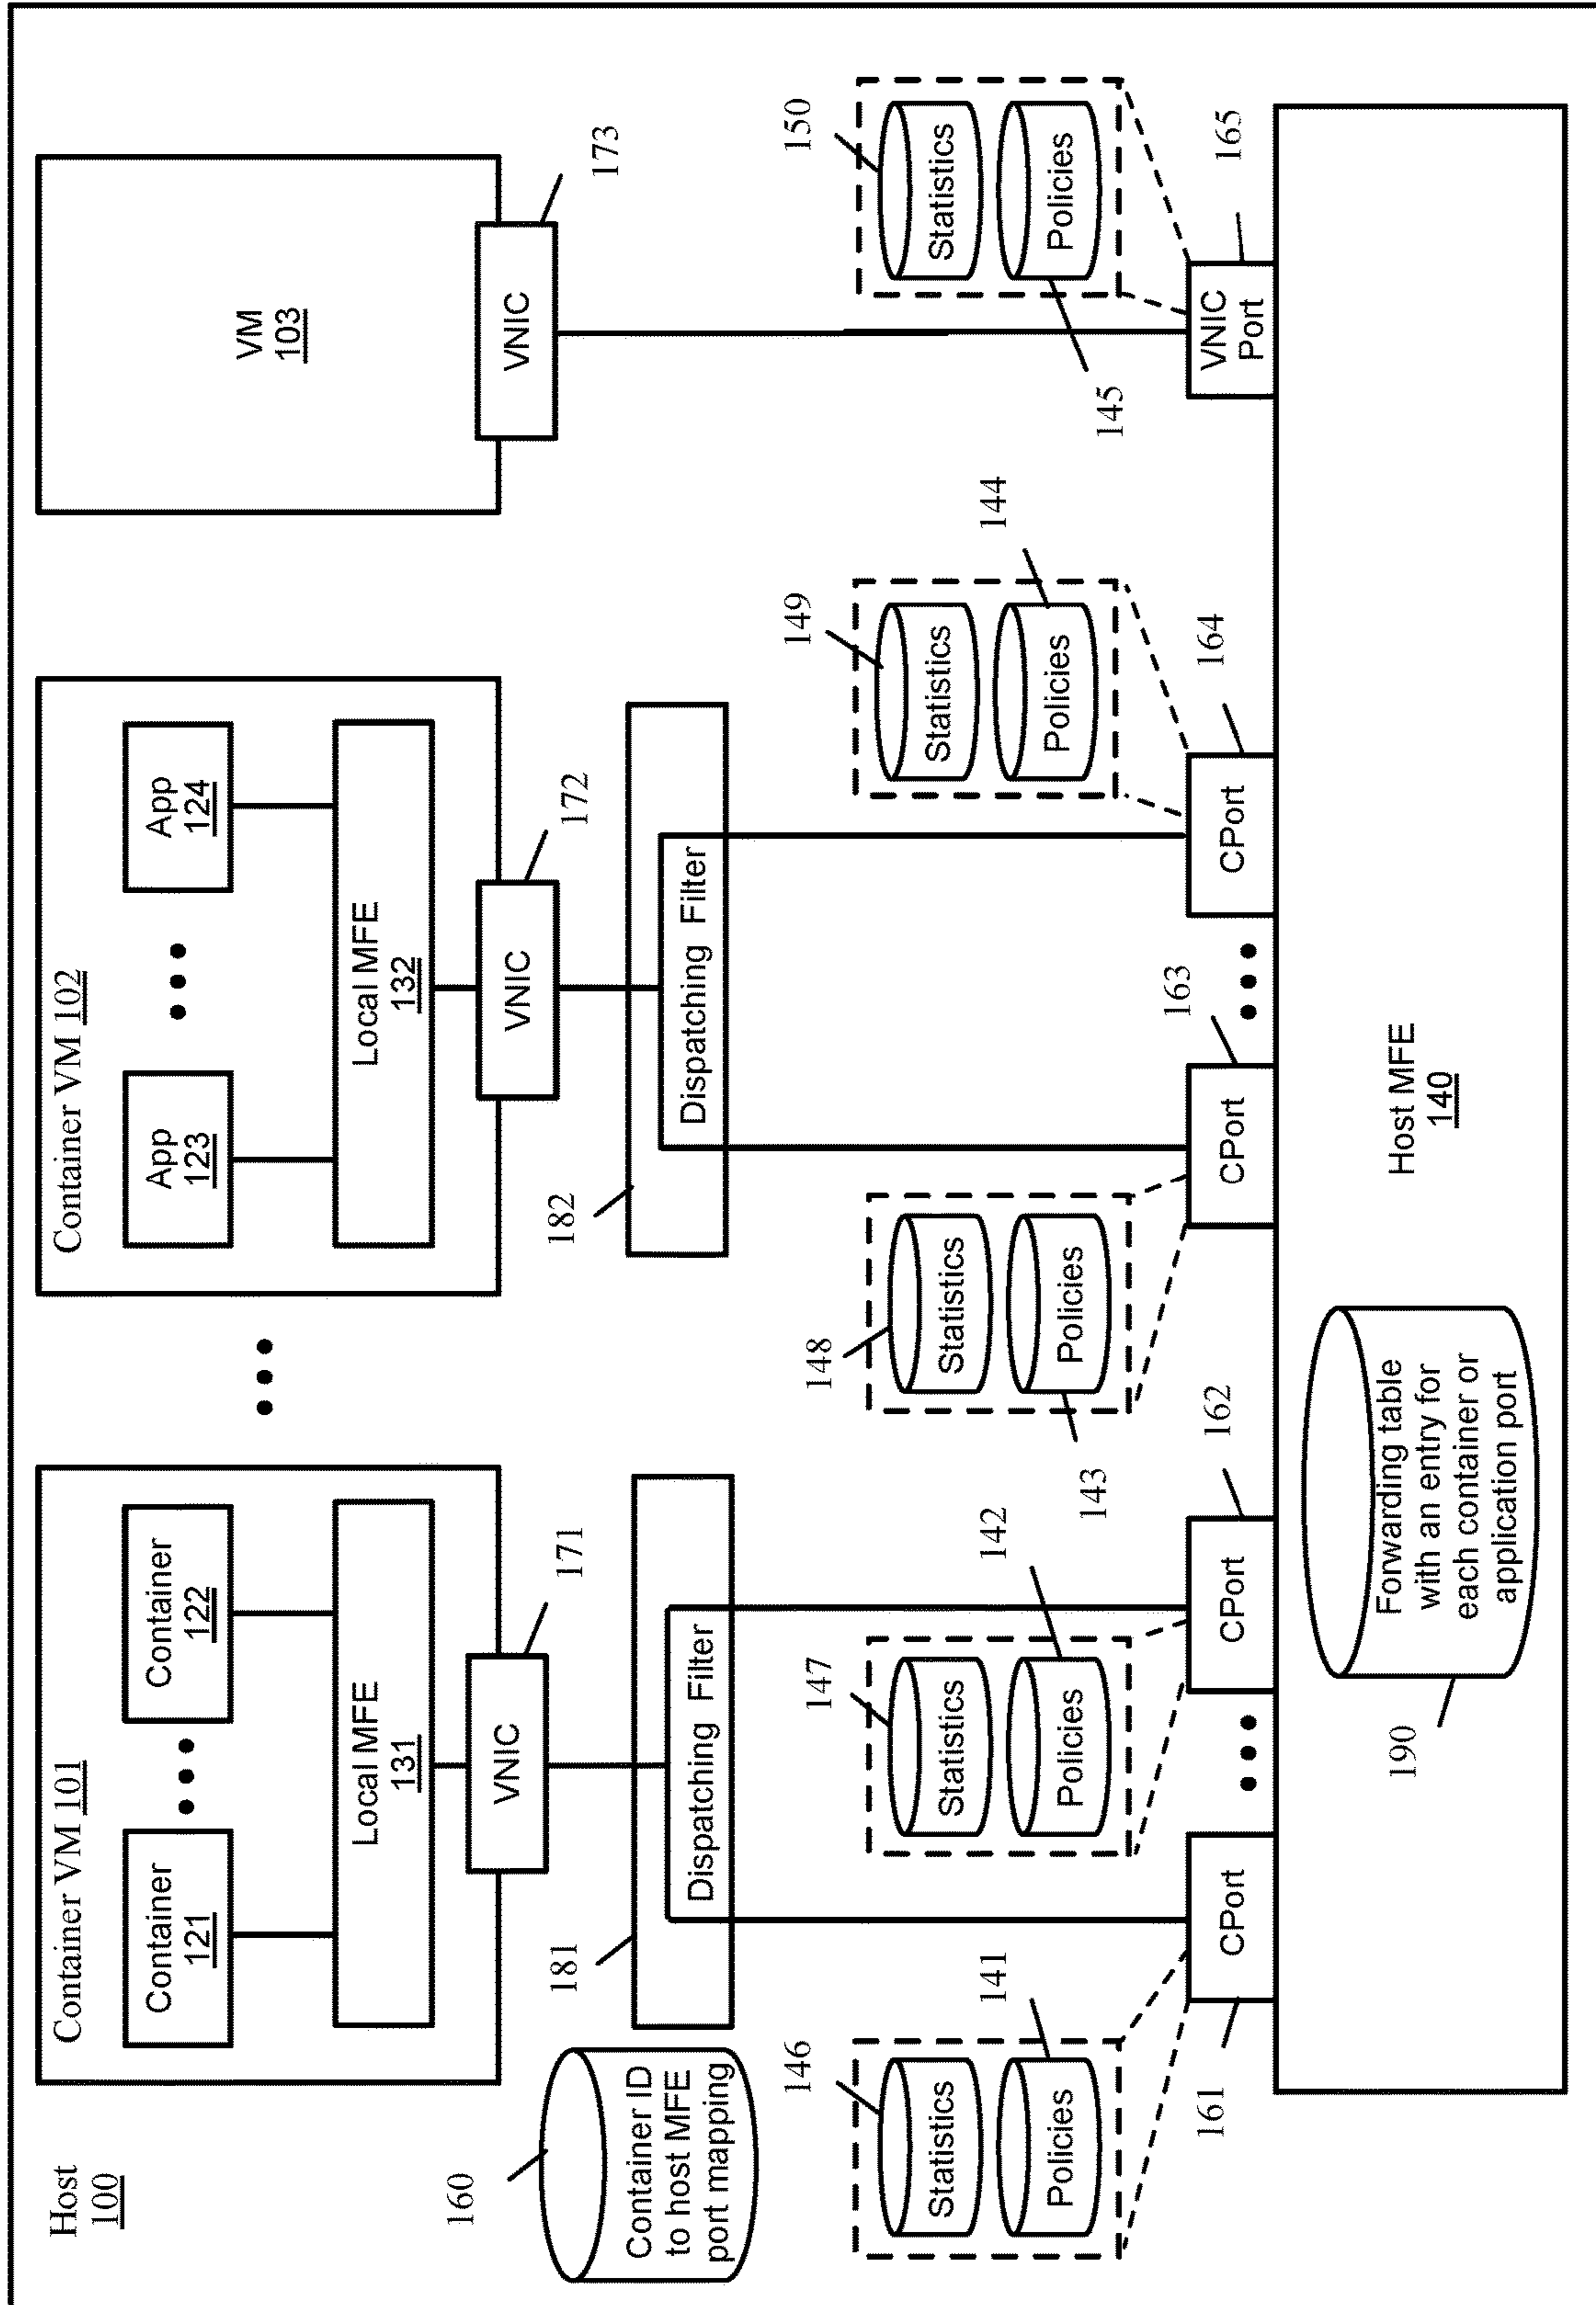 Host
100
Container VM 101
Container
121
Container
122
Local MFE
131
VNIC
171
Container VM 102
App
123
App
124
Local MFE
132
VNIC
172
VM
103
VNIC
173
160
Container ID
to host MFE
port mapping
181
Dispatching Filter
182
Dispatching Filter
146
Statistics
Policies
141
147
Statistics
Policies
142
148
Statistics
Policies
143
149
Statistics
Policies
144
150
Statistics
Policies
145
161
CPort
CPort
162
CPort
163
CPort
164
VNIC
Port
165
190
Forwarding table
with an entry for
each container or
application port
Host MFE
140